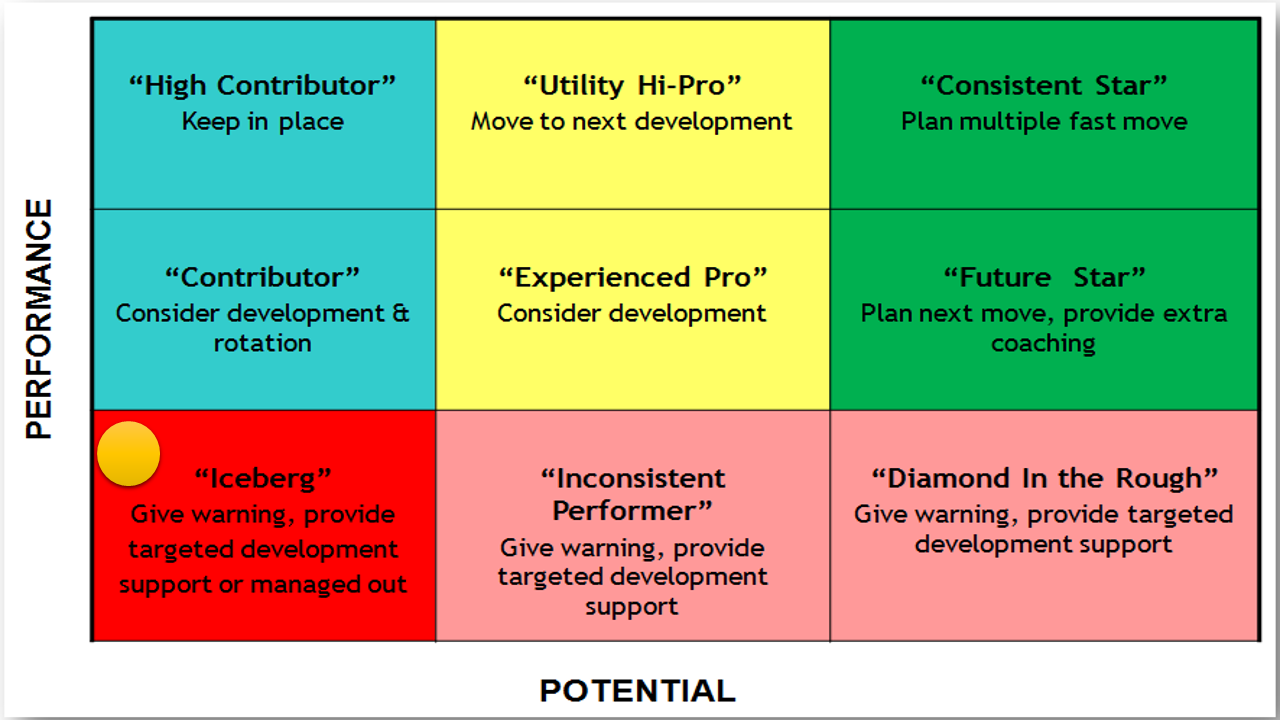 “High Contributor”
Keep in place
“Utility Hi-Pro”
Move to next development
“Consistent Star”
Plan multiple fast move
PERFORMANCE
“Contributor”
Consider development &
rotation
“Experienced Pro”
Consider development
“Future Star”
Plan next move, provide extra
coaching
“Iceberg”
Give warning, provide
targeted development
support or managed out
“Inconsistent
Performer”
Give warning, provide
targeted development
support
“Diamond In the Rough”
Give warning, provide targeted
development support
POTENTIAL